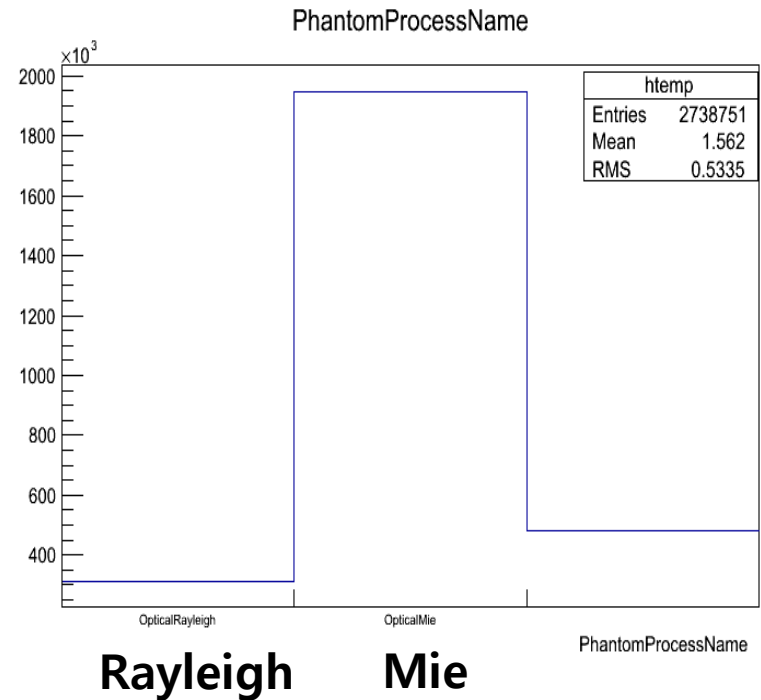 PhantomProcessName
×10³
2000
1800
1600
1400
1200
1000
800
600
400
htemp
Entries 2738751
Mean 1.562
RMS 0.5335
OpticalRayleigh OpticalMie
PhantomProcessName
Rayleigh Mie